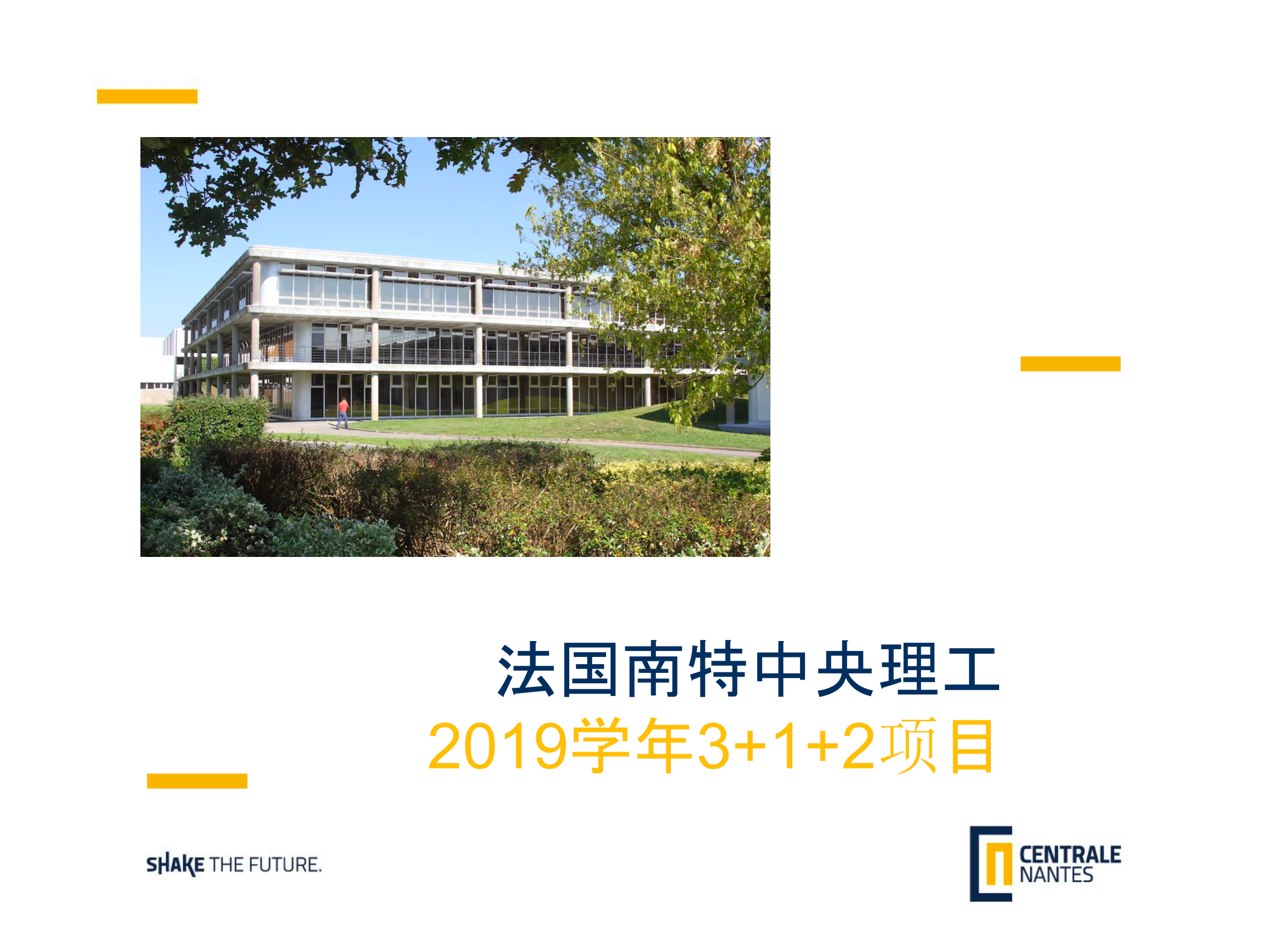 法国南特中央理工
2019学年3+1+2项目
SHAKE THE FUTURE.
CENTRALE
NANTES